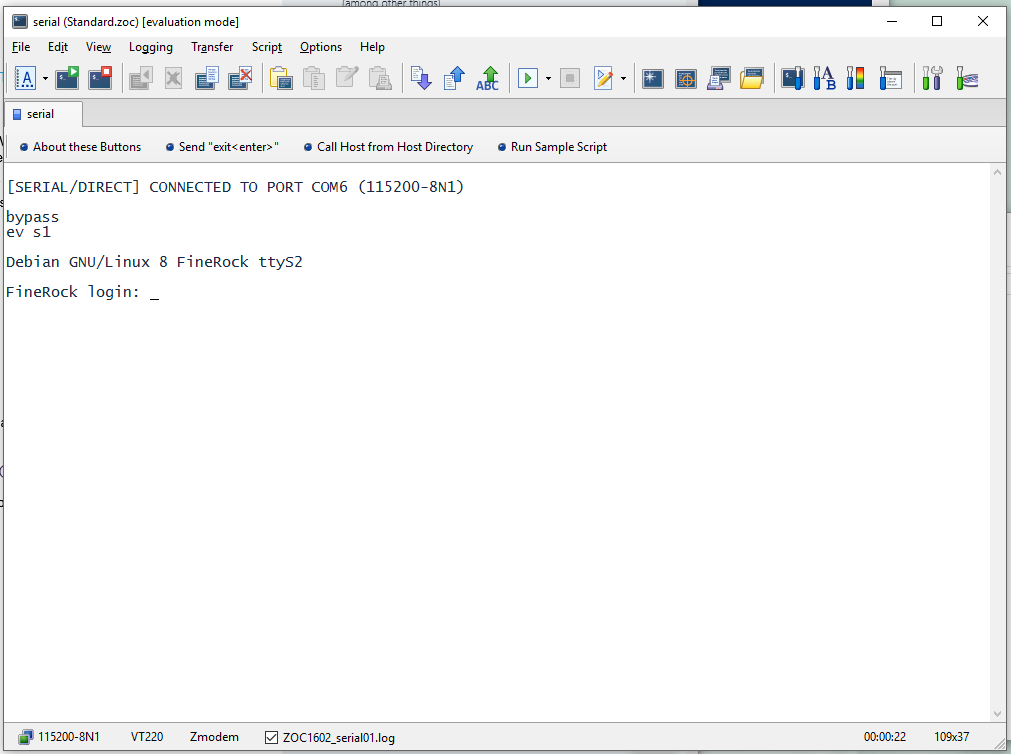 (among other things)
serial (Standard.zoc) [evaluation mode]
File Edit View Logging Transfer Script Options Help
A ABC A B
serial
About these Buttons Send "exit<enter>" Call Host from Host Directory Run Sample Script
[SERIAL/DIRECT] CONNECTED TO PORT COM6 (115200-8N1)
bypass
ev s1
Debian GNU/Linux 8 FineRock ttyS2
FineRock login: _
115200-8N1 VT220 Zmodem ZOC1602_serial01.log 00:00:22 109x37